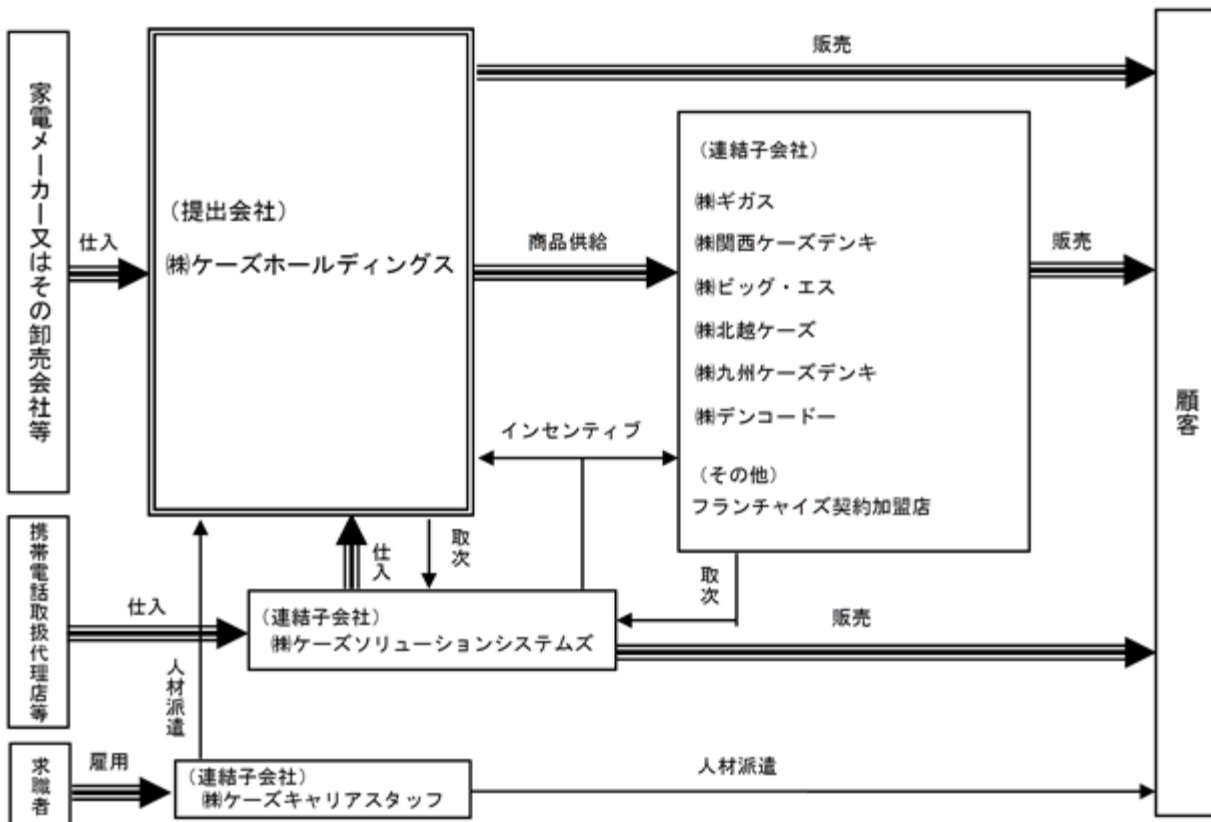 家電メーカー又はその卸売会社等
仕入
（提出会社）
㈱ケーズホールディングス
販売
商品供給
（連結子会社）
㈱ギガス
㈱関西ケーズデンキ
㈱ビッグ・エス
㈱北越ケーズ
㈱九州ケーズデンキ
㈱デンコードー
（その他）
フランチャイズ契約加盟店
販売
顧客
インセンティブ
仕入
取次
取次
携帯電話取扱代理店等
仕入
（連結子会社）
㈱ケーズソリューションシステムズ
販売
人材派遣
求職者
雇用
（連結子会社）
㈱ケーズキャリアスタッフ
人材派遣